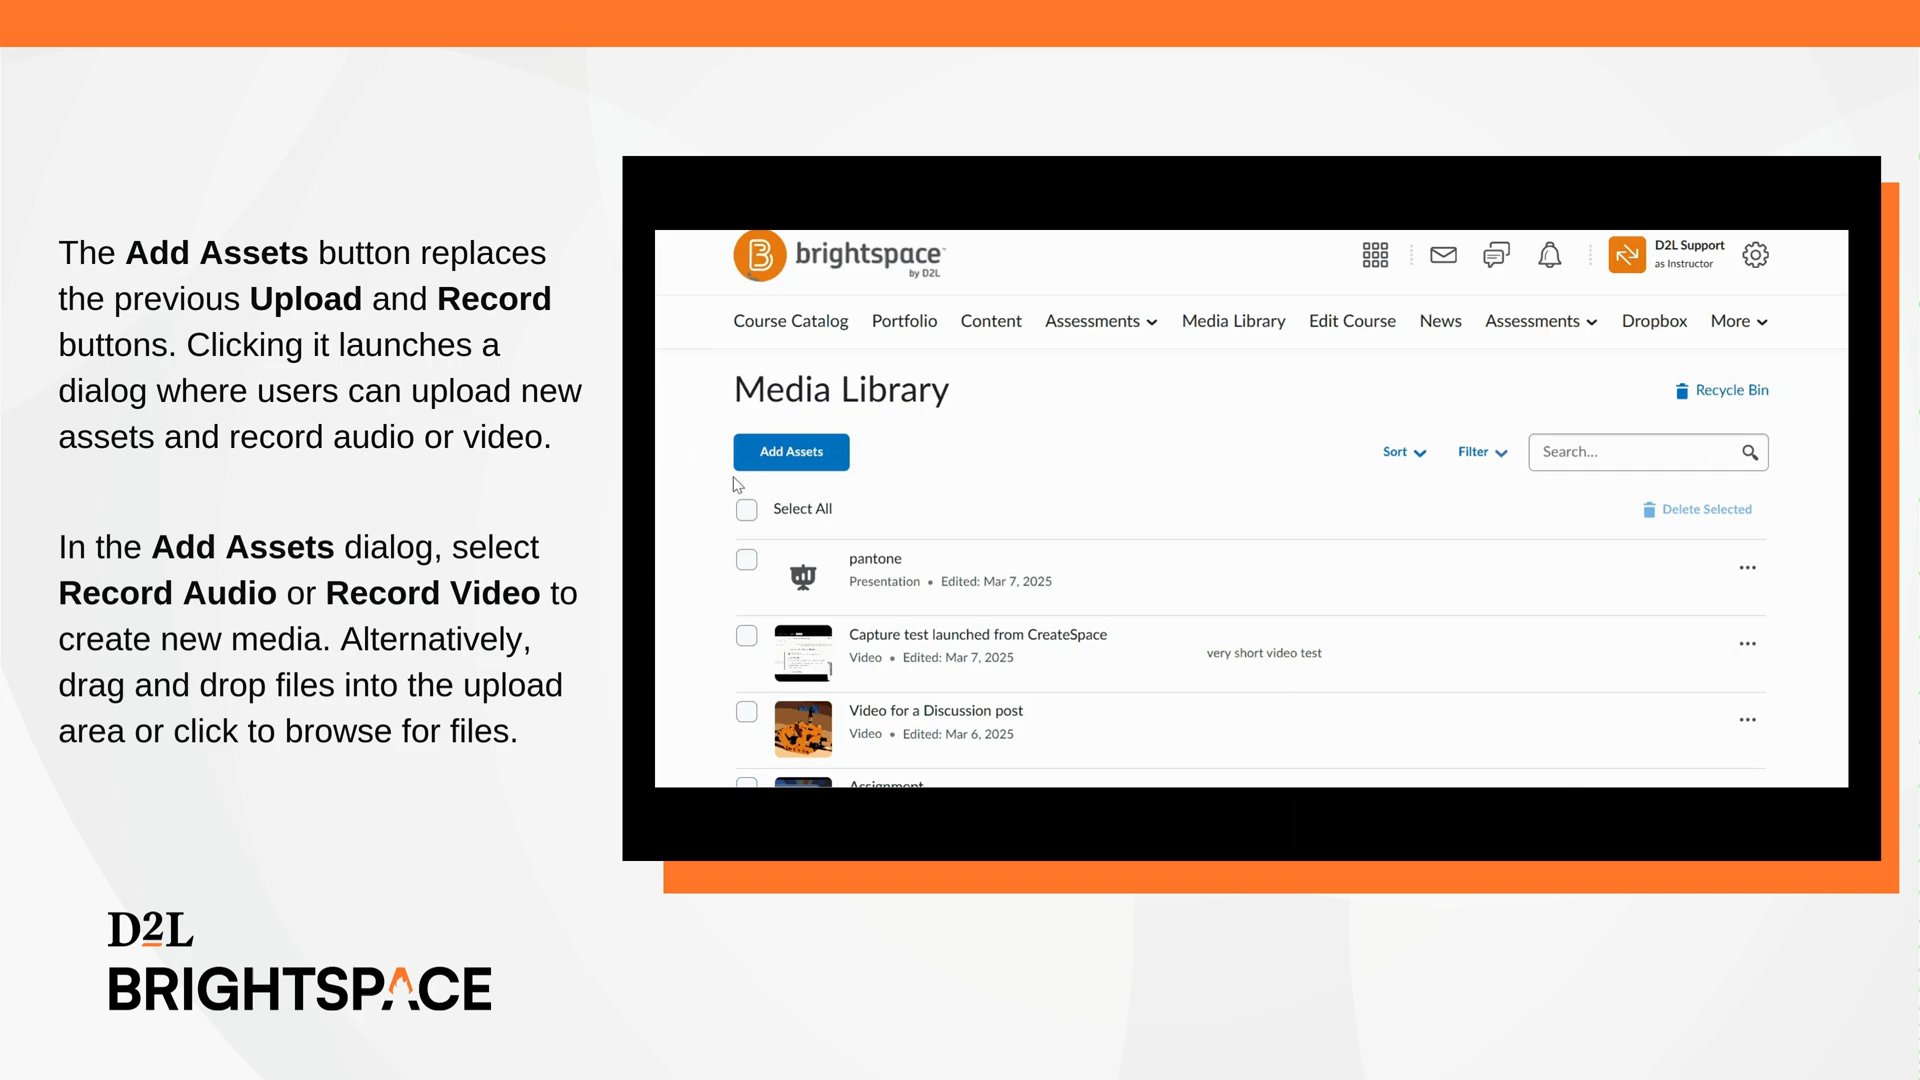 The Add Assets button replaces
the previous Upload and Record
buttons. Clicking it launches a
dialog where users can upload new
assets and record audio or video.
In the Add Assets dialog, select
Record Audio or Record Video to
create new media. Alternatively,
drag and drop files into the upload
area or click to browse for files.
D2L
BRIGHTSPACE
brightspace™
by D2L
D2L Support
as Instructor
Course Catalog Portfolio Content Assessments Media Library Edit Course News Assessments Dropbox More
Media Library
Recycle Bin
Add Assets
Sort Filter Search...
Select All
Delete Selected
pantone
Presentation • Edited: Mar 7, 2025
Capture test launched from CreateSpace
Video • Edited: Mar 7, 2025
very short video test
Video for a Discussion post
Video • Edited: Mar 6, 2025
Assignment